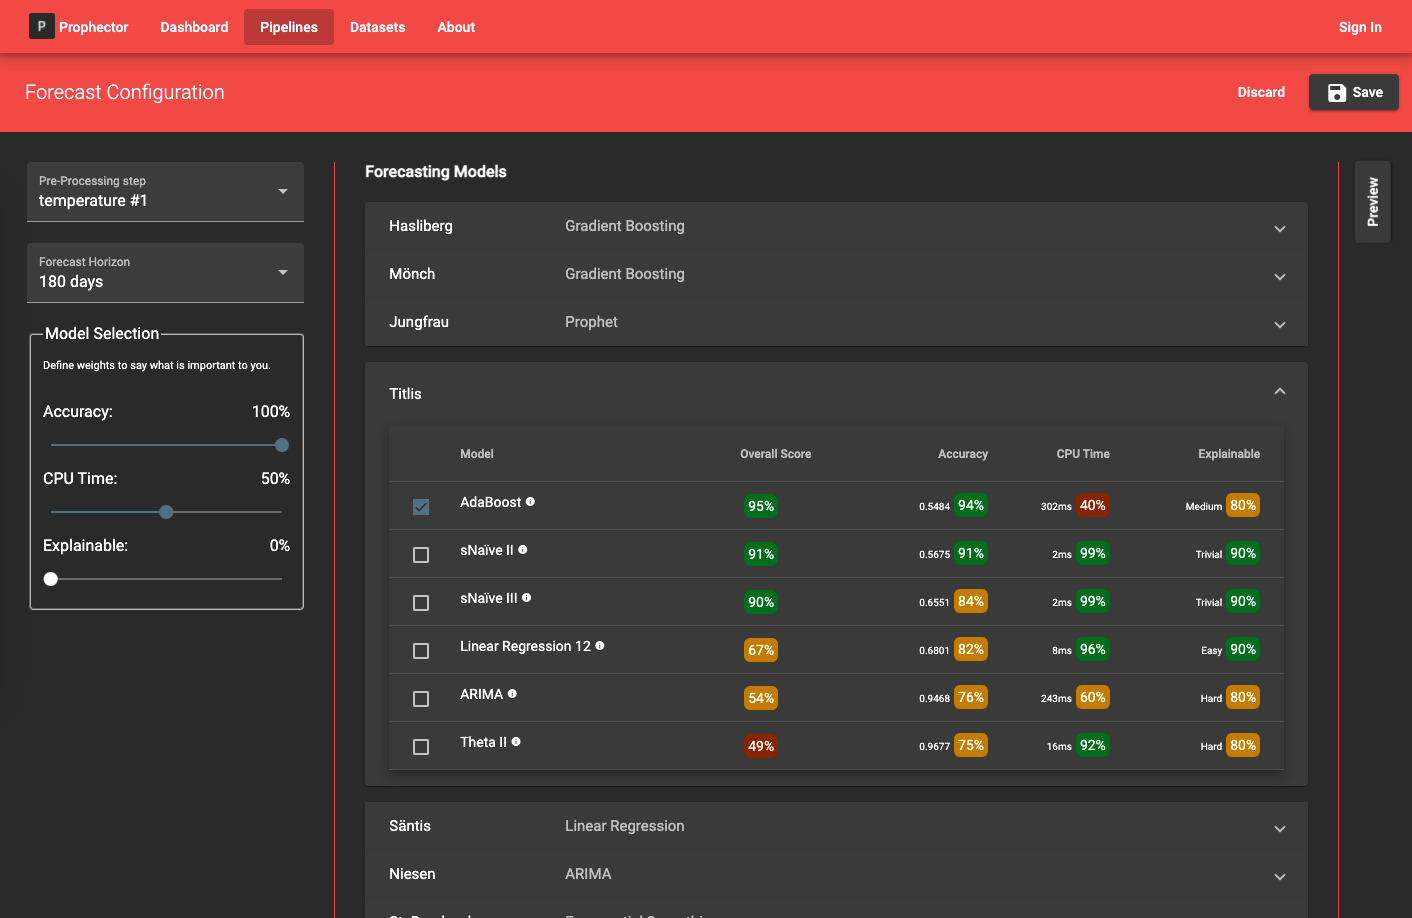 P Prophector Dashboard Pipelines Datasets About Sign In
Forecast Configuration Discard Save
Pre-Processing step
temperature #1
Forecast Horizon
180 days
Model Selection
Define weights to say what is important to you.
Accuracy: 100%
CPU Time: 50%
Explainable: 0%
Forecasting Models
Hasliberg Gradient Boosting
Mönch Gradient Boosting
Jungfrau Prophet
Titlis
Model Overall Score Accuracy CPU Time Explainable
AdaBoost 95% 0.5484 94% 302ms 40% Medium 80%
sNaïve II 91% 0.5675 91% 2ms 99% Trivial 90%
sNaïve III 90% 0.6551 84% 2ms 99% Trivial 90%
Linear Regression 12 67% 0.6801 82% 8ms 96% Easy 90%
ARIMA 54% 0.9468 76% 243ms 60% Hard 80%
Theta II 49% 0.9677 75% 16ms 92% Hard 80%
Säntis Linear Regression
Niesen ARIMA
Preview